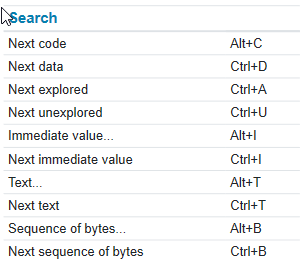 Search
Next code Alt+C
Next data Ctrl+D
Next explored Ctrl+A
Next unexplored Ctrl+U
Immediate value... Alt+I
Next immediate value Ctrl+I
Text... Alt+T
Next text Ctrl+T
Sequence of bytes... Alt+B
Next sequence of bytes Ctrl+B